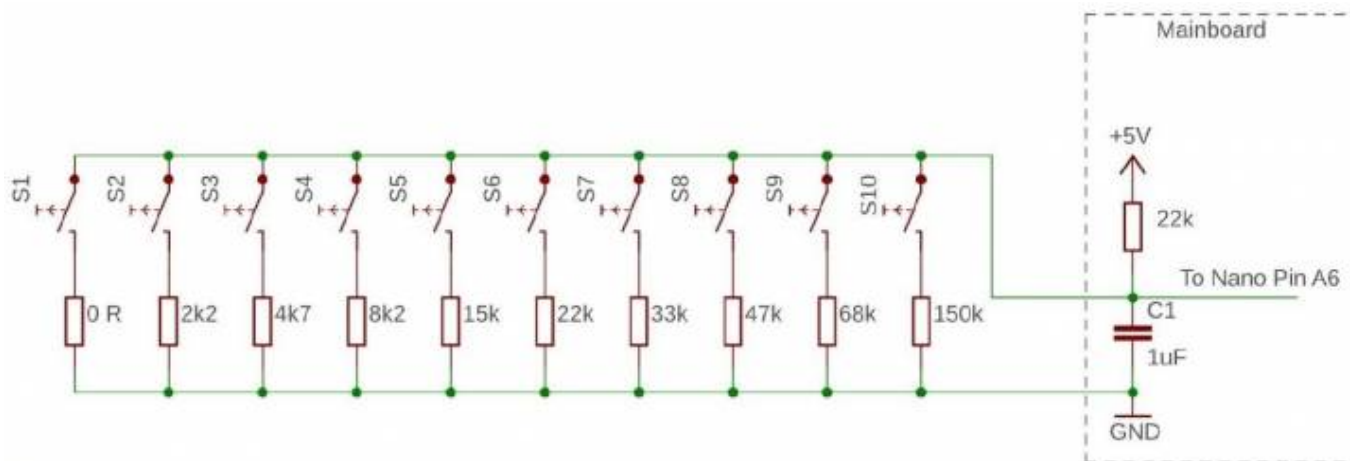 Mainboard
+5V
S1
S2
S3
S4
S5
S6
S7
S8
S9
S10
22k
To Nano Pin A6
0 R
2k2
4k7
8k2
15k
22k
33k
47k
68k
150k
C1
1uF
GND